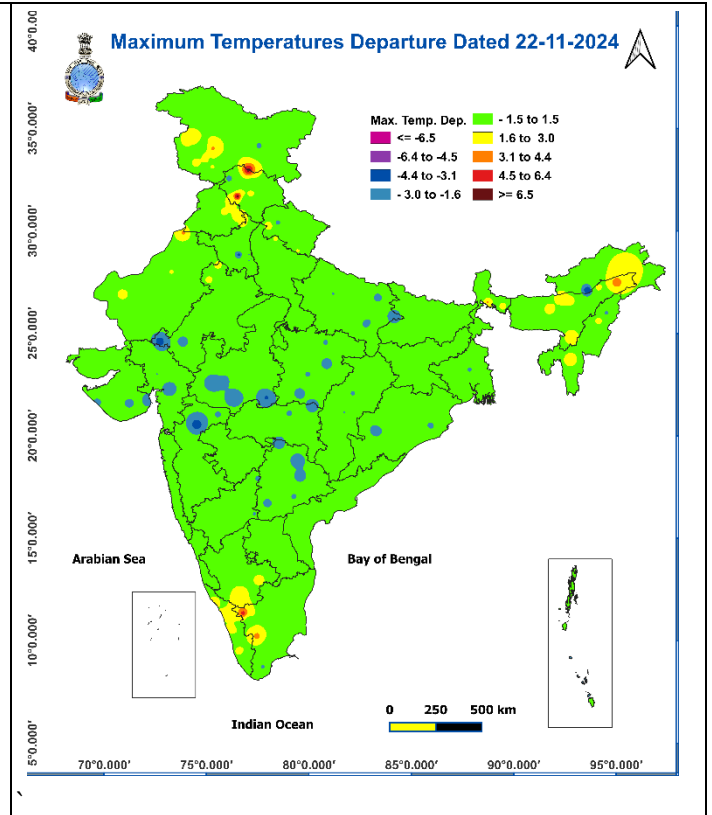 Maximum Temperatures Departure Dated 22-11-2024
Max. Temp. Dep.
<= -6.5
-6.4 to -4.5
-4.4 to -3.1
- 3.0 to -1.6
- 1.5 to 1.5
1.6 to 3.0
3.1 to 4.4
4.5 to 6.4
>= 6.5
40°0.000'
35°0.000'
30°0.000'
25°0.000'
20°0.000'
15°0.000'
10°0.000'
5°0.000'
Arabian Sea
Bay of Bengal
Indian Ocean
0 250 500 km
70°0.000' 75°0.000' 80°0.000' 85°0.000' 90°0.000' 95°0.000'
`